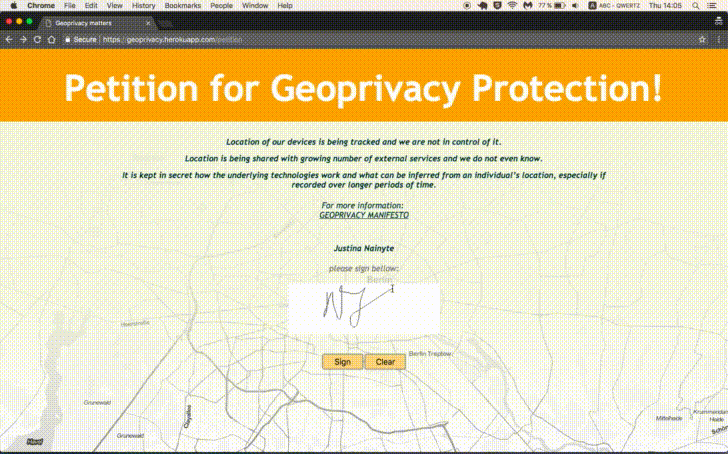 Chrome File Edit View History Bookmarks People Window Help 77% ABC - QWERTZ Thu 14:05
Geoprivacy matters
Secure https://geoprivacy.herokuapp.com/petition
Petition for Geoprivacy Protection!
Location of our devices is being tracked and we are not in control of it.
Location is being shared with growing number of external services and we do not even know.
It is kept in secret how the underlying technologies work and what can be inferred from an individual's location, especially if
recorded over longer periods of time.
For more information:
GEOPRIVACY MANIFESTO
Justina Nainyte
please sign bellow:
Berlin
NJ
Heerstraße
Berlin Treptow
Sign Clear
Grunewald
Grunewald
Mittelheide
Havel